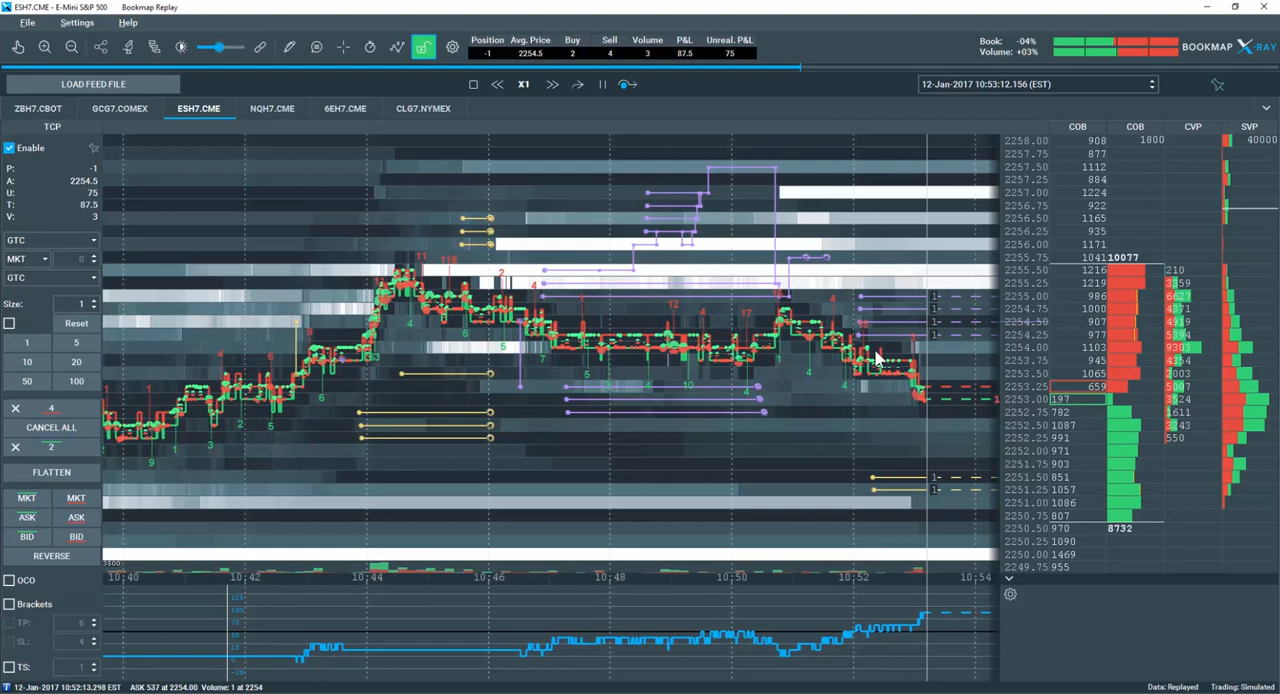 ESH7.CME - E-Mini S&P 500 Bookmap Replay
File Settings Help
Position Avg. Price Buy Sell Volume P&L Unreal. P&L
-1 2254.5 2 4 3 87.5 75
Book: -04%
Volume: +03%
BOOKMAP X-RAY
LOAD FEED FILE
X1
12-Jan-2017 10:53:12.156 (EST)
ZBH7.CBOT GCG7.COMEX ESH7.CME NQH7.CME 6EH7.CME CLG7.NYMEX
TCP
Enable
P: -1
A: 2254.5
U: 75
T: 87.5
V: 3
GTC
MKT 0
GTC
Size: 1
Reset
1 5
10 20
50 100
4
CANCEL ALL
2
FLATTEN
MKT MKT
ASK ASK
BID BID
REVERSE
OCO
Brackets
TP: 6
SL: 4
TS: 1
3500
10:40 10:42 10:44 10:46 10:48 10:50 10:52 10:54
125
100
75
50
25
0
-25
COB COB CVP SVP
2258.00 908 1800 40000
2257.75 877
2257.50 1112
2257.25 884
2257.00 1224
2256.75 922
2256.50 1165
2256.25 935
2256.00 1171
2255.75 1041 10077
2255.50 1216 210
2255.25 1219 3359
2255.00 986 6627
2254.75 1000 4371
2254.50 907 4919
2254.25 977 4193
2254.00 1103 9303
2253.75 945 4354
2253.50 1065 2003
2253.25 659 5007
2253.00 197 3524
2252.75 782 1611
2252.50 1087 3243
2252.25 991 550
2252.00 971
2251.75 903
2251.50 851
2251.25 1057
2251.00 1086
2250.75 807
2250.50 970 8732
2250.25 1090
2250.00 1469
2249.75 955
12-Jan-2017 10:52:13.298 EST ASK 537 at 2254.00 Volume: 1 at 2254
Data: Replayed Trading: Simulated